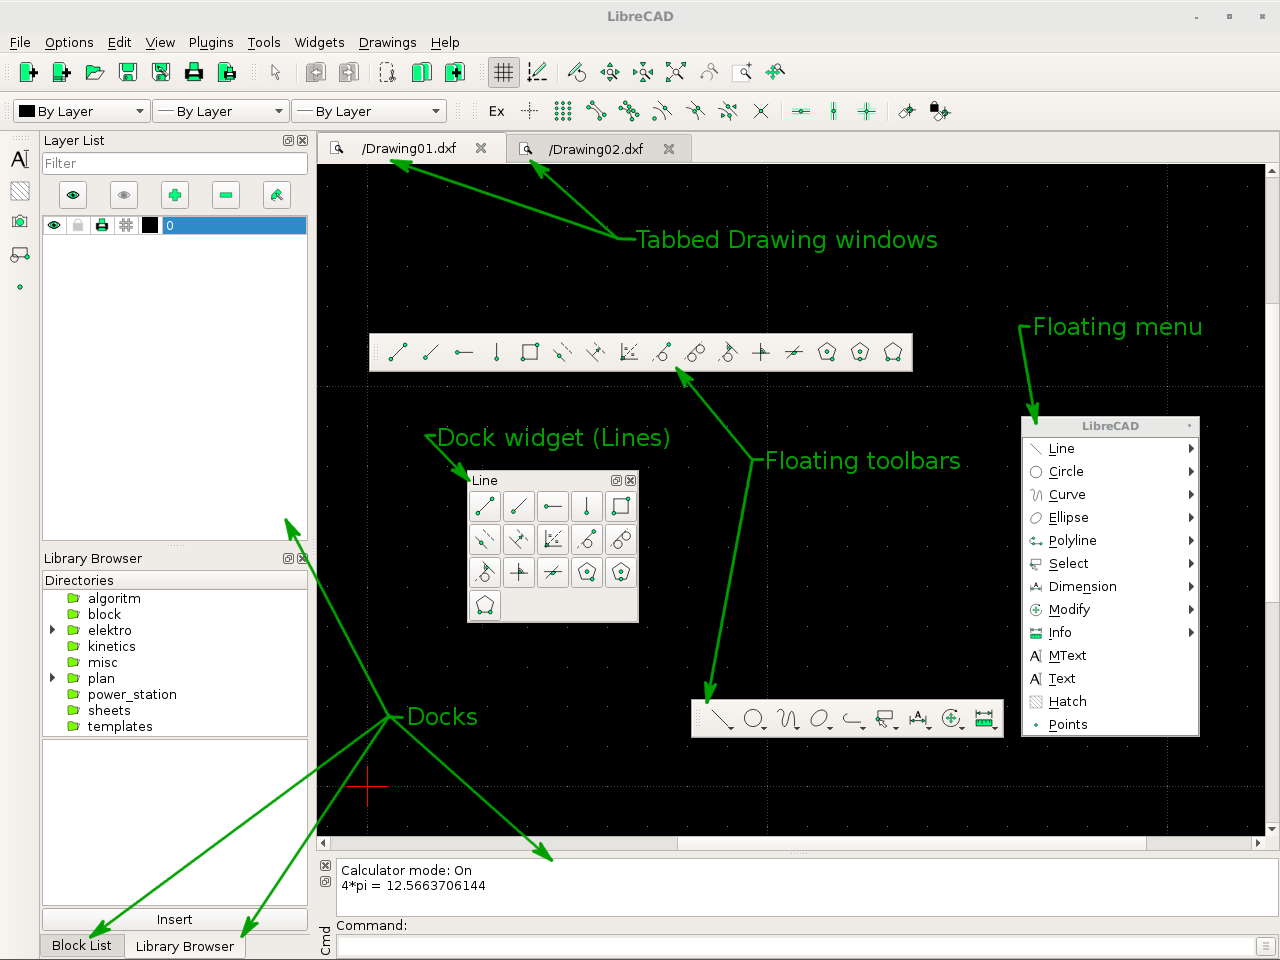 LibreCAD
File Options Edit View Plugins Tools Widgets Drawings Help
By Layer By Layer By Layer Ex
Layer List
Filter
0
/Drawing01.dxf /Drawing02.dxf
Tabbed Drawing windows
Floating menu
Dock widget (Lines)
Floating toolbars
Line
LibreCAD
Line
Circle
Curve
Ellipse
Polyline
Select
Dimension
Modify
Info
MText
Text
Hatch
Points
Library Browser
Directories
algoritm
block
elektro
kinetics
misc
plan
power_station
sheets
templates
Docks
Insert
Block List Library Browser
Calculator mode: On
4*pi = 12.5663706144
Command:
Cmd